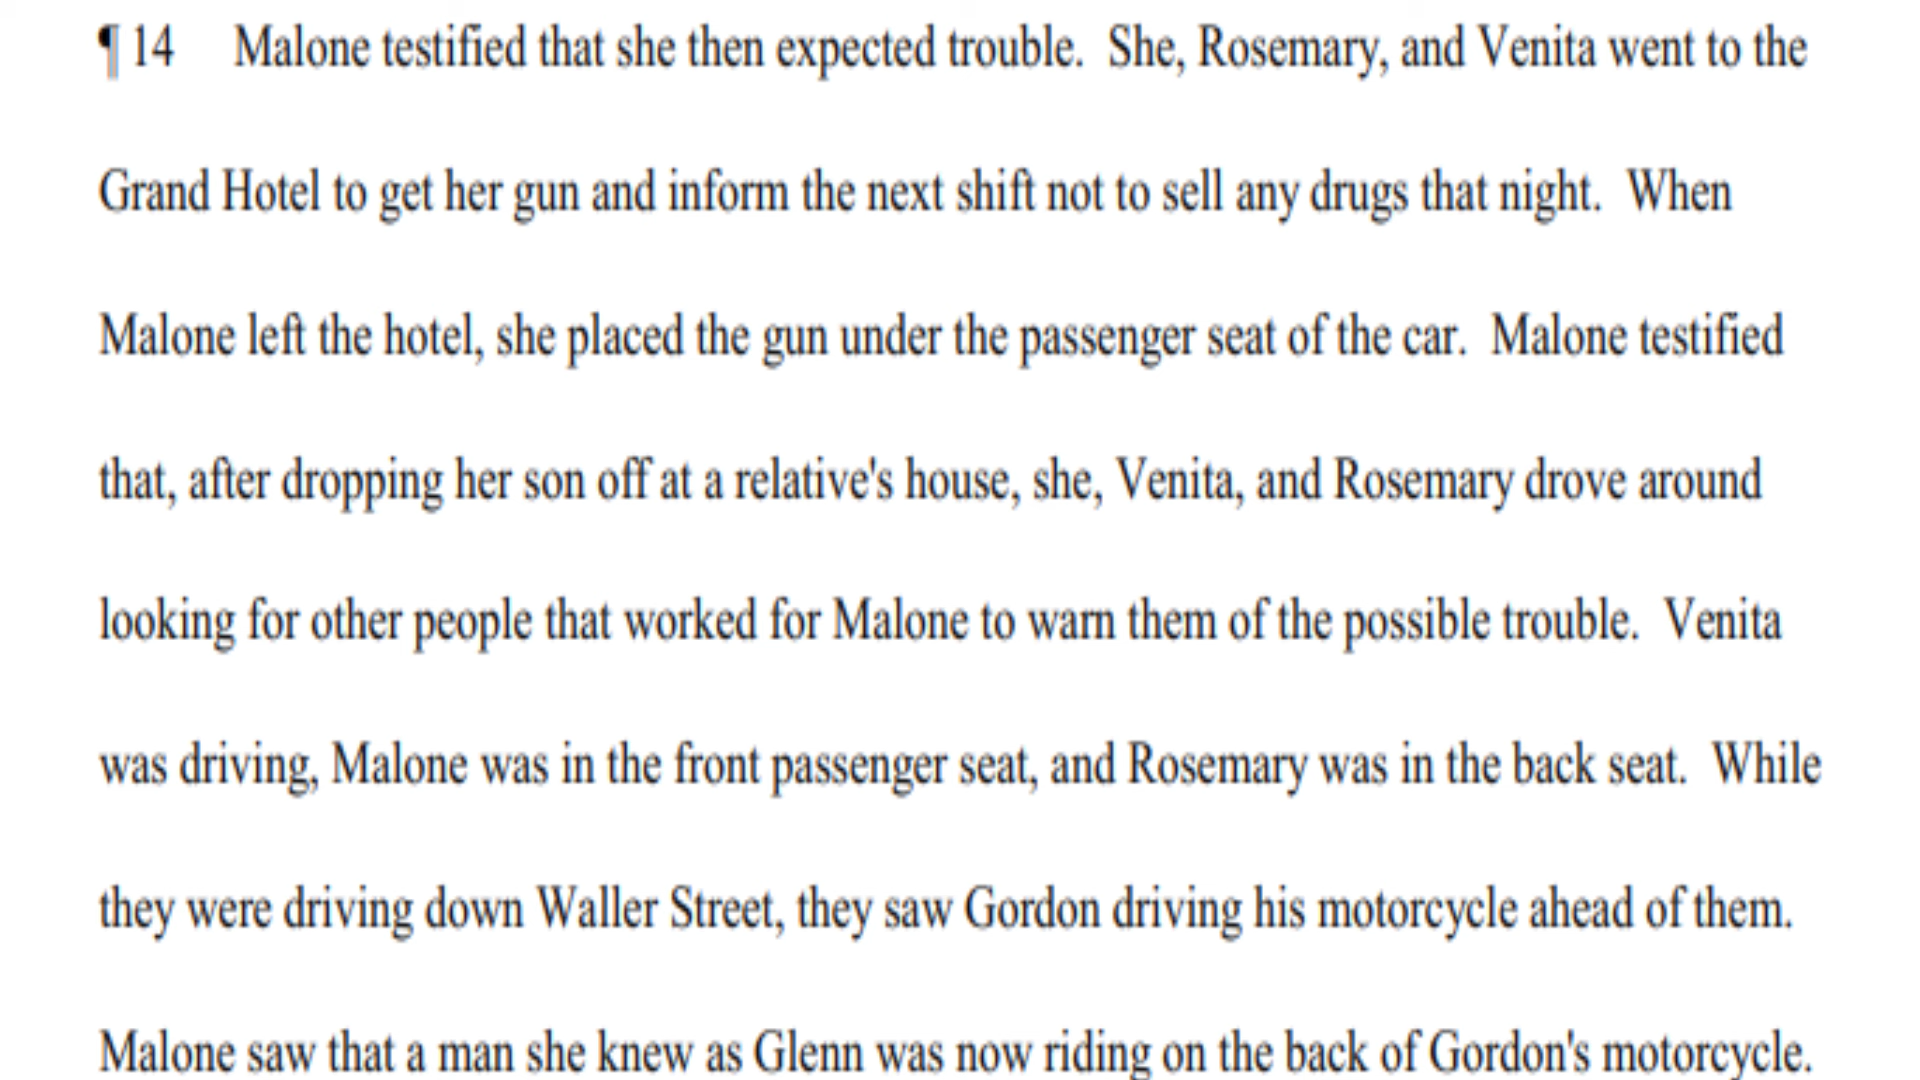 ¶ 14 Malone testified that she then expected trouble. She, Rosemary, and Venita went to the
Grand Hotel to get her gun and inform the next shift not to sell any drugs that night. When
Malone left the hotel, she placed the gun under the passenger seat of the car. Malone testified
that, after dropping her son off at a relative's house, she, Venita, and Rosemary drove around
looking for other people that worked for Malone to warn them of the possible trouble. Venita
was driving, Malone was in the front passenger seat, and Rosemary was in the back seat. While
they were driving down Waller Street, they saw Gordon driving his motorcycle ahead of them.
Malone saw that a man she knew as Glenn was now riding on the back of Gordon's motorcycle.